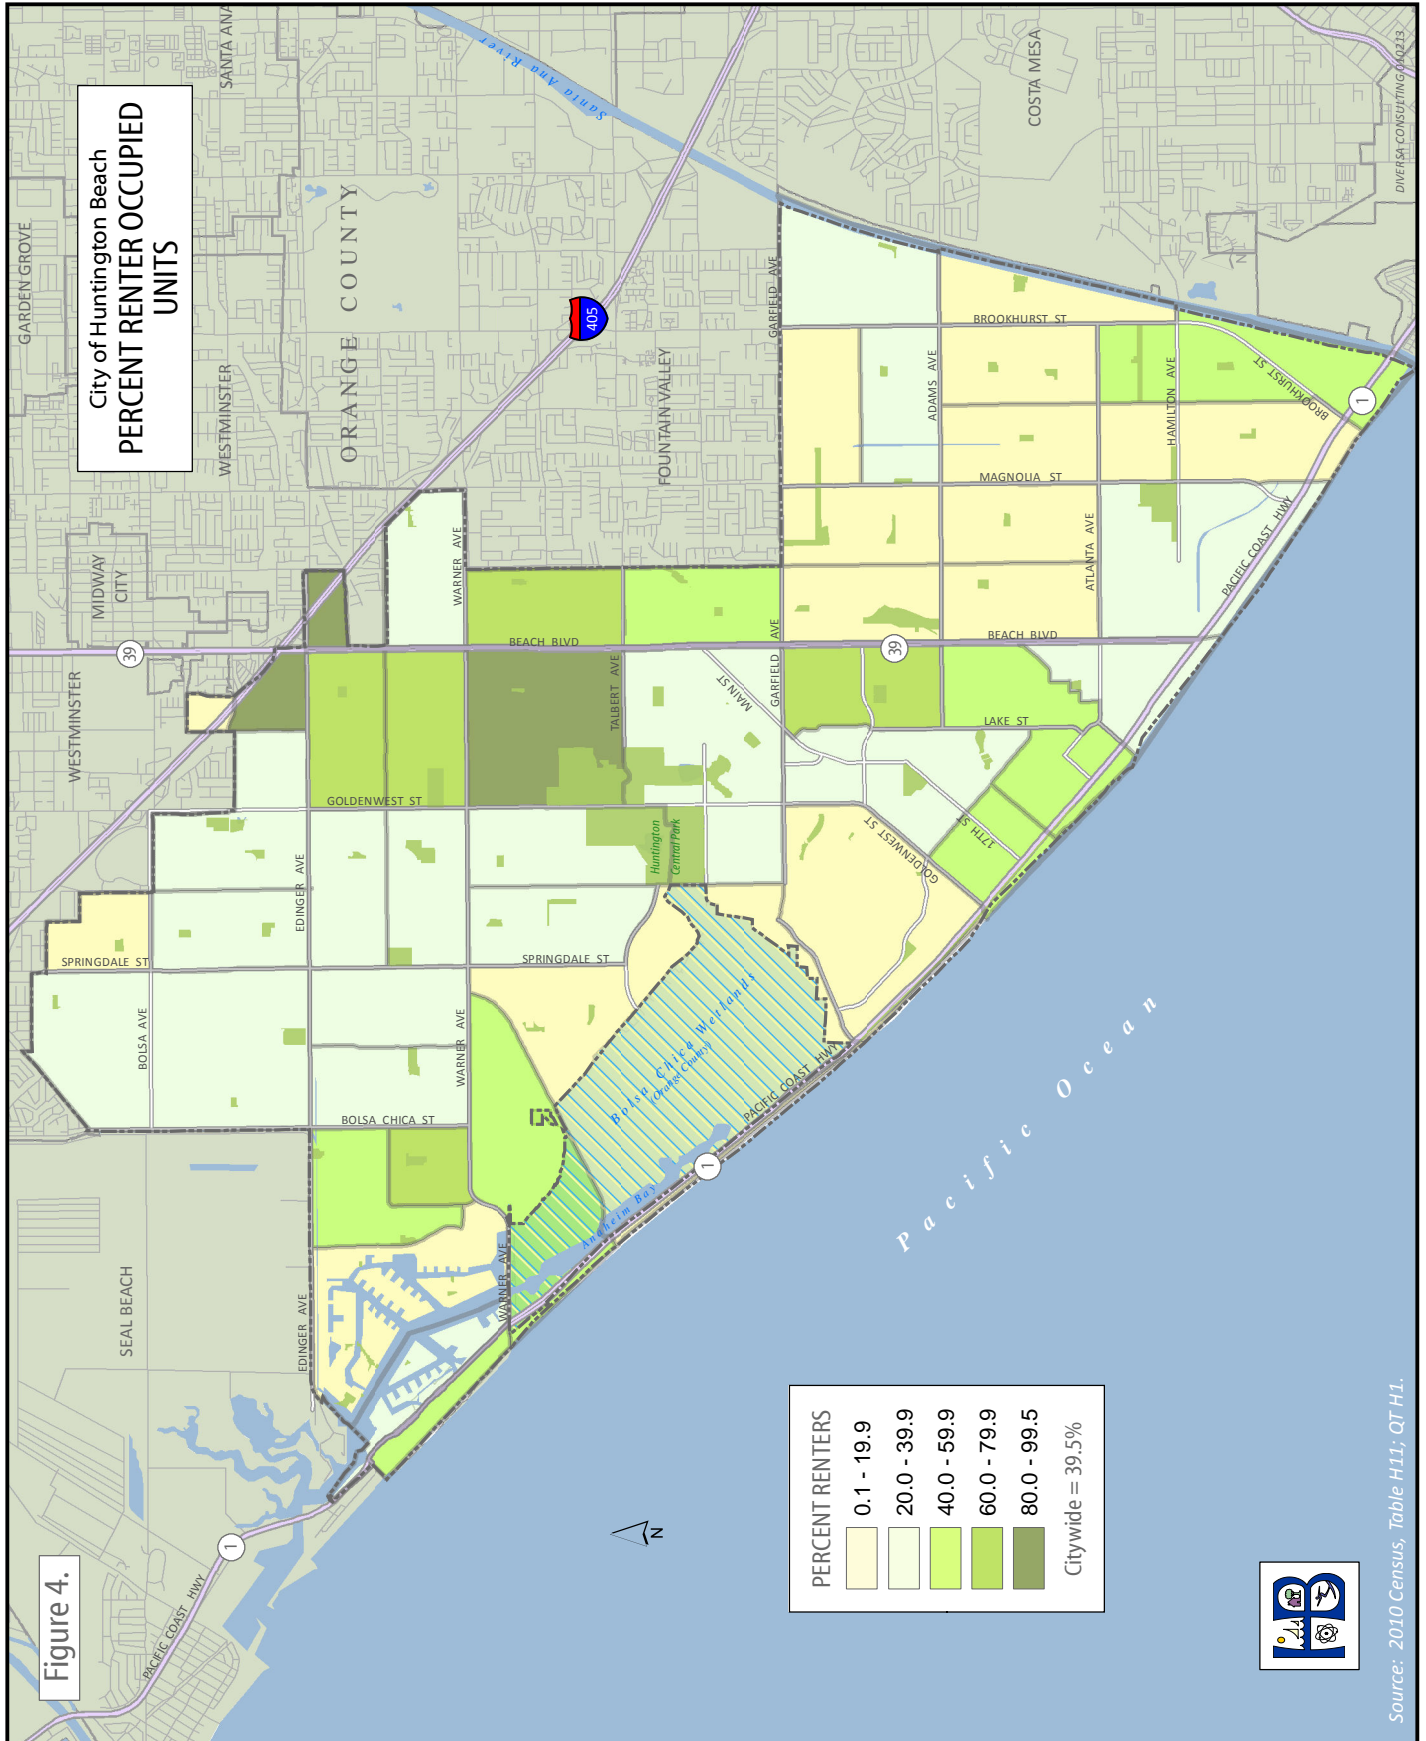 Figure 4.
City of Huntington Beach
PERCENT RENTER OCCUPIED
UNITS
GARDEN GROVE
SANTA ANA
WESTMINSTER
ORANGE COUNTY
MIDWAY
CITY
WESTMINSTER
FOUNTAIN VALLEY
COSTA MESA
SEAL BEACH
Santa Ana River
405
39
39
1
1
1
PACIFIC COAST HWY
PACIFIC COAST HWY
PACIFIC COAST HWY
SPRINGDALE ST
SPRINGDALE ST
BOLSA AVE
EDINGER AVE
EDINGER AVE
BOLSA CHICA ST
WARNER AVE
WARNER AVE
WARNER AVE
GOLDENWEST ST
GOLDENWEST ST
BEACH BLVD
BEACH BLVD
TALBERT AVE
MAIN ST
GARFIELD AVE
GARFIELD AVE
GARFIELD AVE
LAKE ST
17TH ST
ADAMS AVE
ATLANTA AVE
HAMILTON AVE
MAGNOLIA ST
BROOKHURST ST
BROOKHURST ST
Huntington
Central Park
Bolsa Chica Wetlands
(Orange County)
Anaheim Bay
Pacific Ocean
N
N
PERCENT RENTERS
0.1 - 19.9
20.0 - 39.9
40.0 - 59.9
60.0 - 79.9
80.0 - 99.5
Citywide = 39.5%
HB
Source: 2010 Census, Table H11; QT H1.
DIVERSA CONSULTING 010213